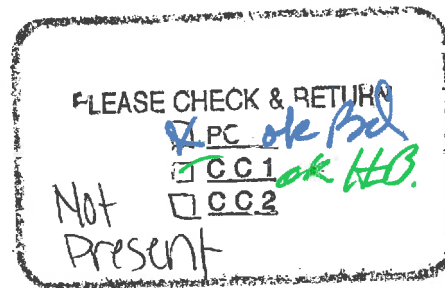 PLEASE CHECK & RETURN
PC ok Bd
CC1 ok HB.
CC2
Not
Present